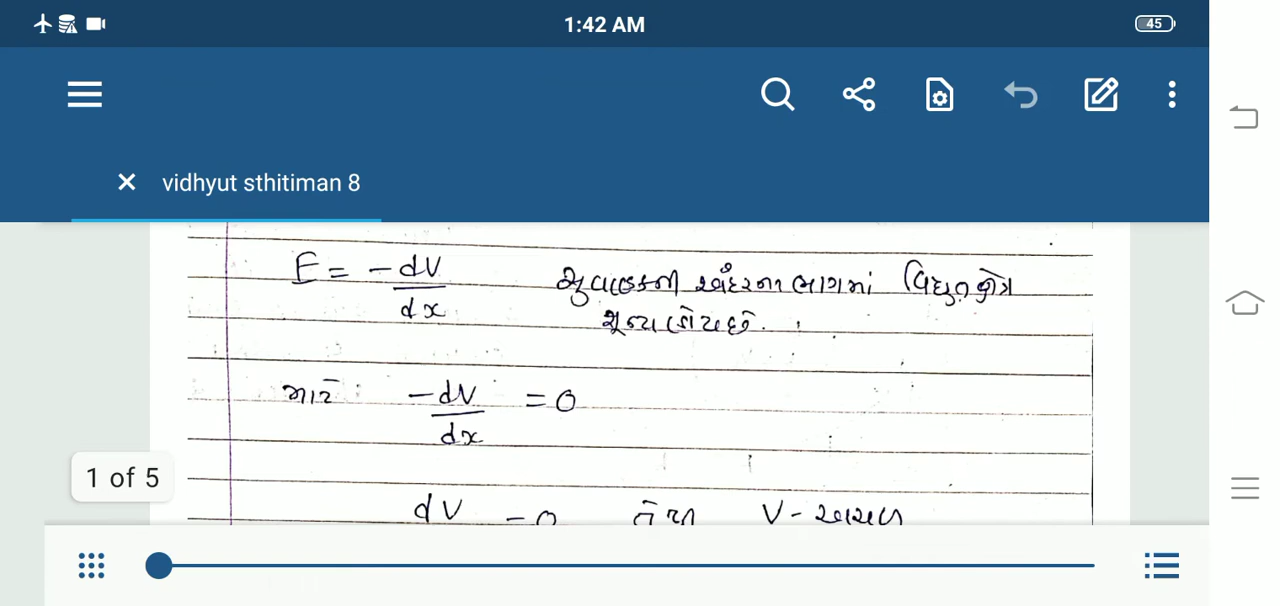 1:42 AM
45
vidhyut sthitiman 8
E = -dV/dx સુવાહકની અંદરના ભાગમાં વિદ્યુતક્ષેત્ર
શૂન્ય હોય છે.
માટે -dV/dx = 0
1 of 5
dV = 0 તેથી V - અચળ